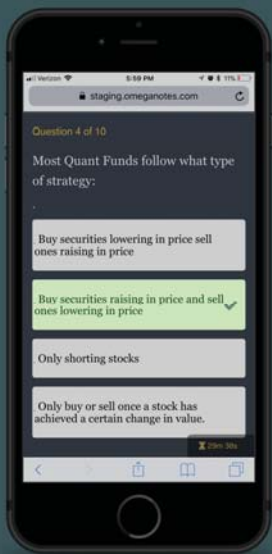 Verizon 5:59 PM 11%
staging.omeganotes.com
Question 4 of 10
Most Quant Funds follow what type
of strategy:
.
. Buy securities lowering in price sell
ones raising in price
. Buy securities raising in price and sell
ones lowering in price
. Only shorting stocks
. Only buy or sell once a stock has
achieved a certain change in value.
29m 38s